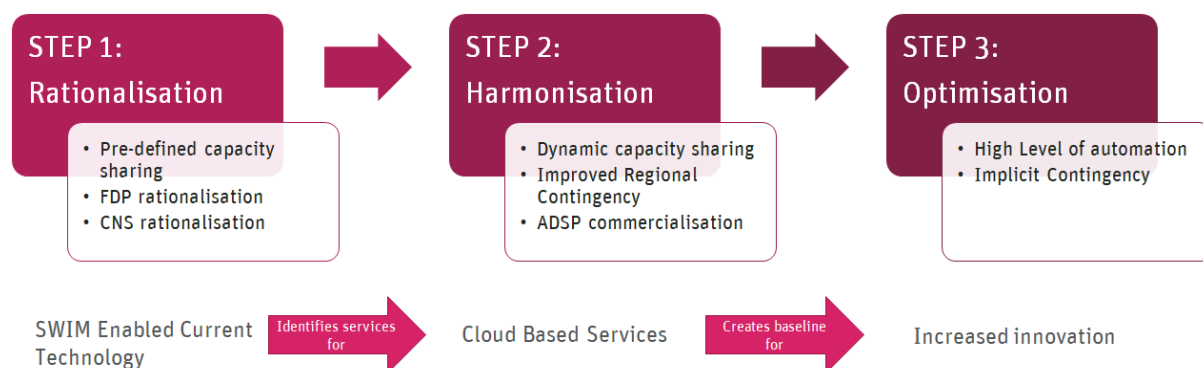 STEP 1:
Rationalisation
• Pre-defined capacity
sharing
• FDP rationalisation
• CNS rationalisation
STEP 2:
Harmonisation
• Dynamic capacity sharing
• Improved Regional
Contingency
• ADSP commercialisation
STEP 3:
Optimisation
• High Level of automation
• Implicit Contingency
SWIM Enabled Current
Technology
Identifies services
for
Cloud Based Services
Creates baseline
for
Increased innovation